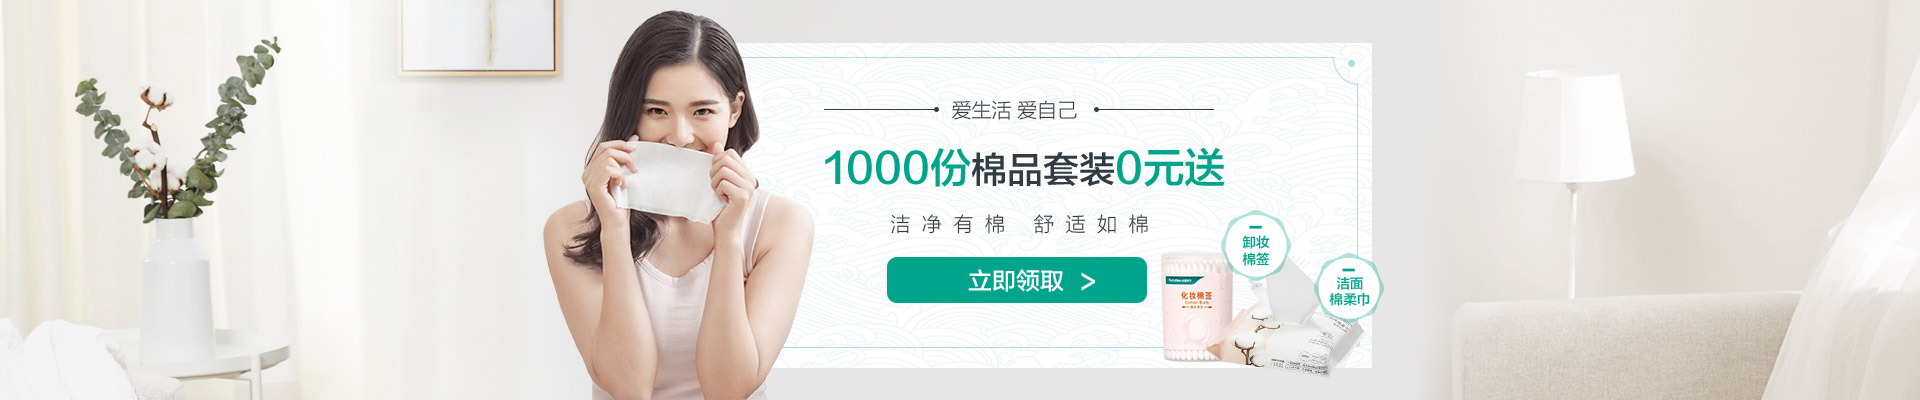 爱生活 爱自己
1000份棉品套装0元送
洁净有棉 舒适如棉
立即领取 >
卸妆
棉签
洁面
棉柔巾
化妆棉签
Cotton Buds